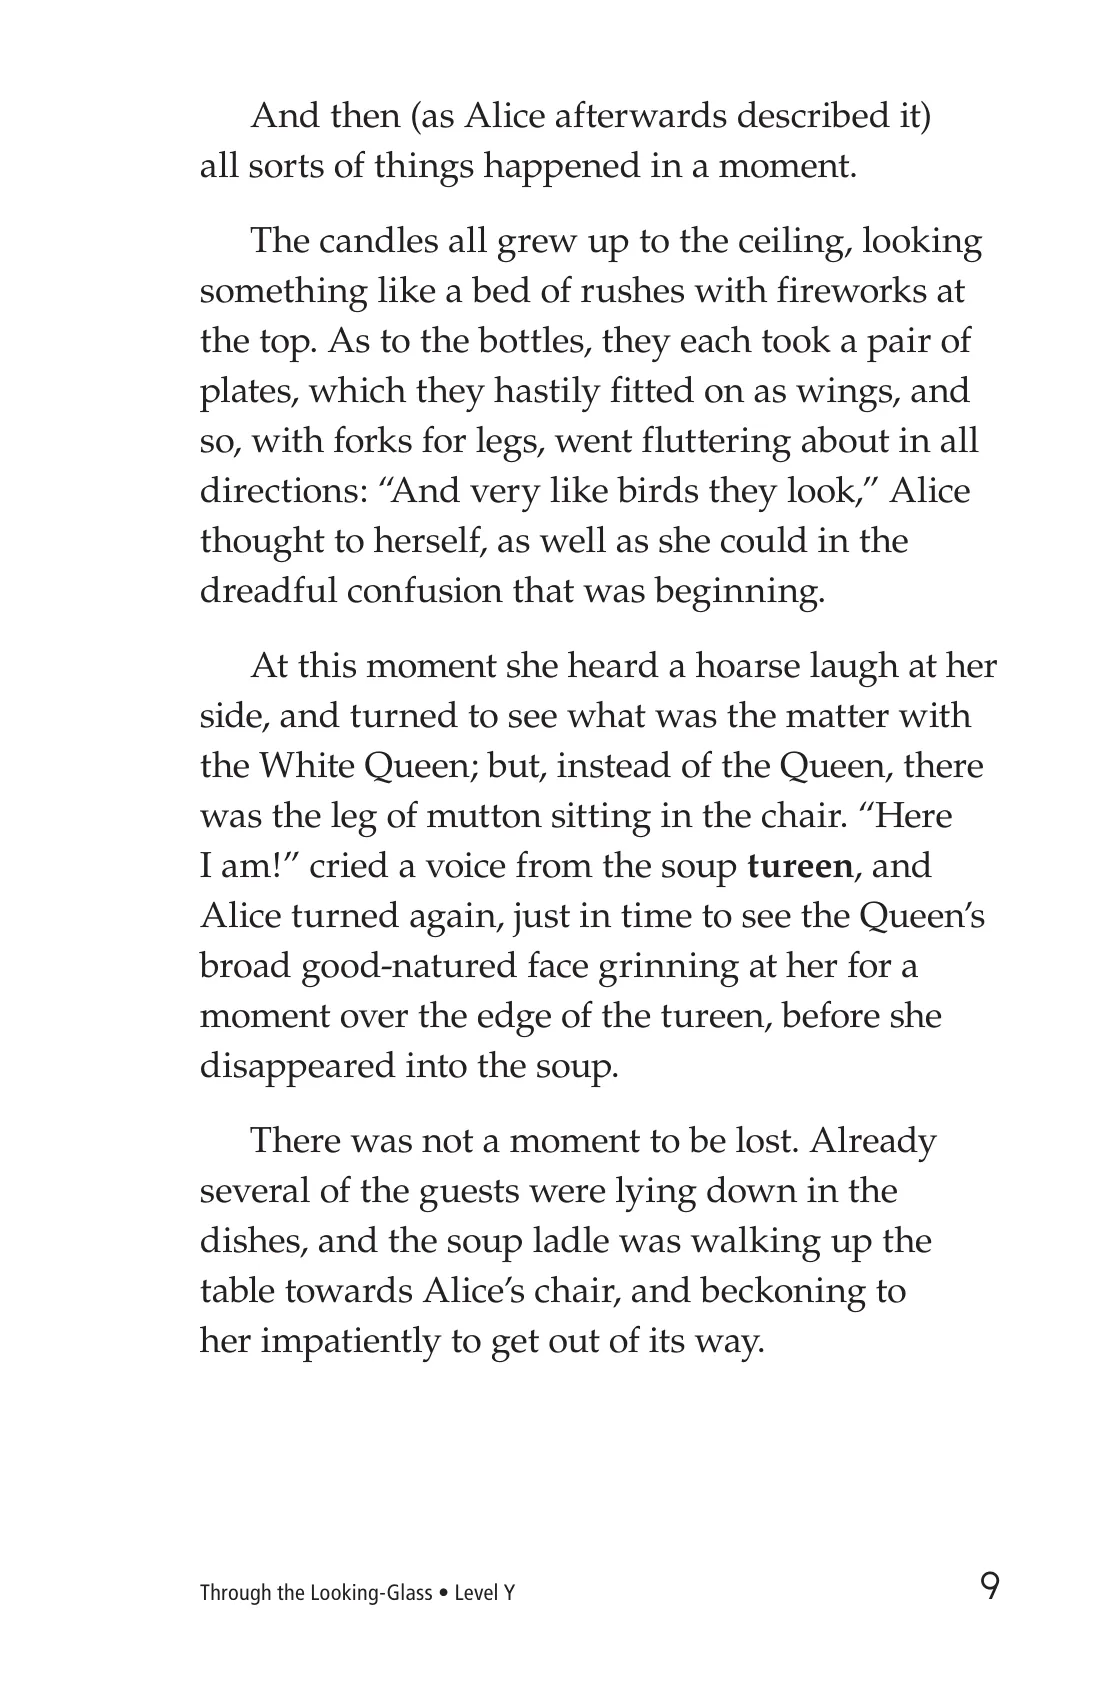 And then (as Alice afterwards described it)
all sorts of things happened in a moment.
The candles all grew up to the ceiling, looking
something like a bed of rushes with fireworks at
the top. As to the bottles, they each took a pair of
plates, which they hastily fitted on as wings, and
so, with forks for legs, went fluttering about in all
directions: “And very like birds they look,” Alice
thought to herself, as well as she could in the
dreadful confusion that was beginning.
At this moment she heard a hoarse laugh at her
side, and turned to see what was the matter with
the White Queen; but, instead of the Queen, there
was the leg of mutton sitting in the chair. “Here
I am!” cried a voice from the soup tureen, and
Alice turned again, just in time to see the Queen’s
broad good-natured face grinning at her for a
moment over the edge of the tureen, before she
disappeared into the soup.
There was not a moment to be lost. Already
several of the guests were lying down in the
dishes, and the soup ladle was walking up the
table towards Alice’s chair, and beckoning to
her impatiently to get out of its way.
Through the Looking-Glass • Level Y
9